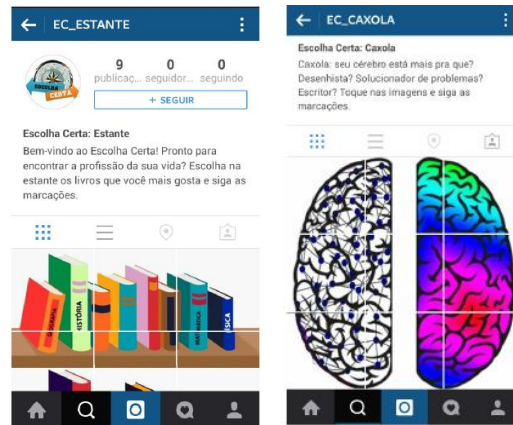 EC_ESTANTE
9 0 0
publicaç... seguidor... seguindo
+ SEGUIR
ESCOLHA
CERTA
Escolha Certa: Estante
Bem-vindo ao Escolha Certa! Pronto para
encontrar a profissão da sua vida? Escolha na
estante os livros que você mais gosta e siga as
marcações.
HISTÓRIA
EC_CAXOLA
Escolha Certa: Caxola
Caxola: seu cérebro está mais pra que?
Desenhista? Solucionador de problemas?
Escritor? Toque nas imagens e siga as
marcações.